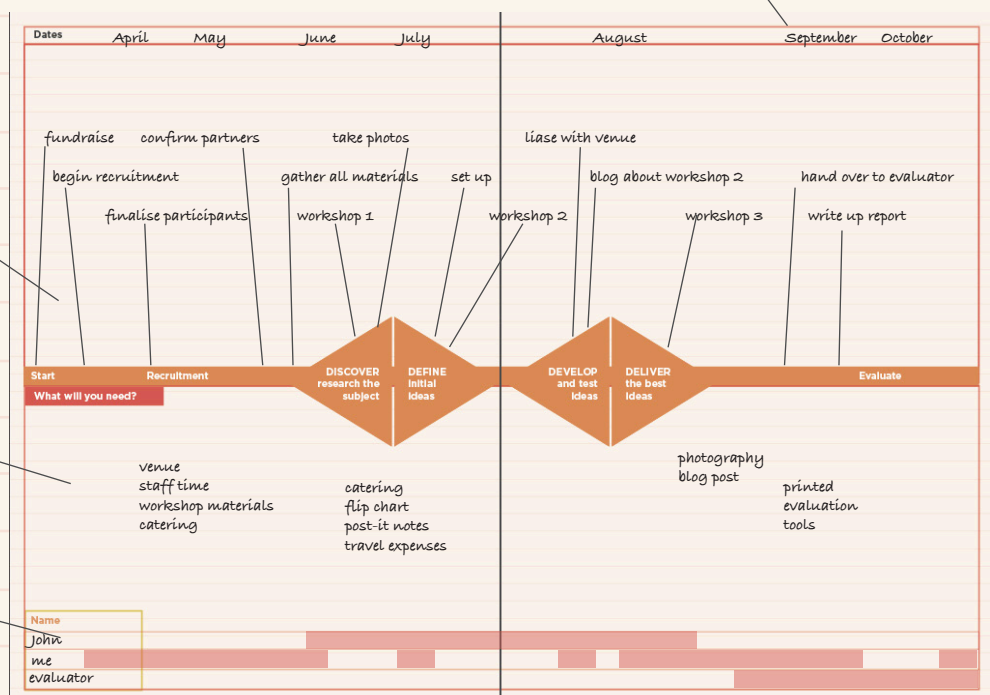 Dates April May June July August September October
fundraise confirm partners take photos liase with venue
begin recruitment gather all materials set up blog about workshop 2 hand over to evaluator
finalise participants workshop 1 workshop 2 workshop 3 write up report
Start Recruitment Evaluate
DISCOVER
research the
subject
DEFINE
initial
ideas
DEVELOP
and test
ideas
DELIVER
the best
ideas
What will you need?
venue
staff time
workshop materials
catering
catering
flip chart
post-it notes
travel expenses
photography
blog post
printed
evaluation
tools
Name
John
me
evaluator